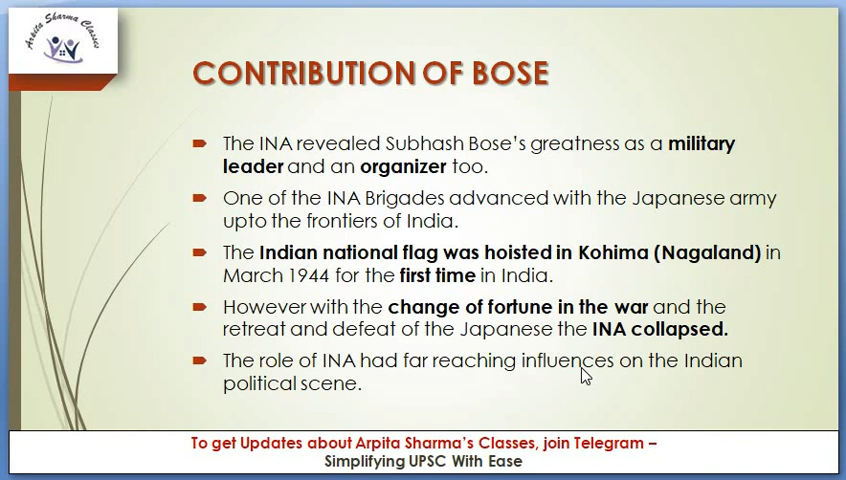 Arpita Sharma Classes
CONTRIBUTION OF BOSE
The INA revealed Subhash Bose's greatness as a military
leader and an organizer too.
One of the INA Brigades advanced with the Japanese army
upto the frontiers of India.
The Indian national flag was hoisted in Kohima (Nagaland) in
March 1944 for the first time in India.
However with the change of fortune in the war and the
retreat and defeat of the Japanese the INA collapsed.
The role of INA had far reaching influences on the Indian
political scene.
To get Updates about Arpita Sharma's Classes, join Telegram –
Simplifying UPSC With Ease